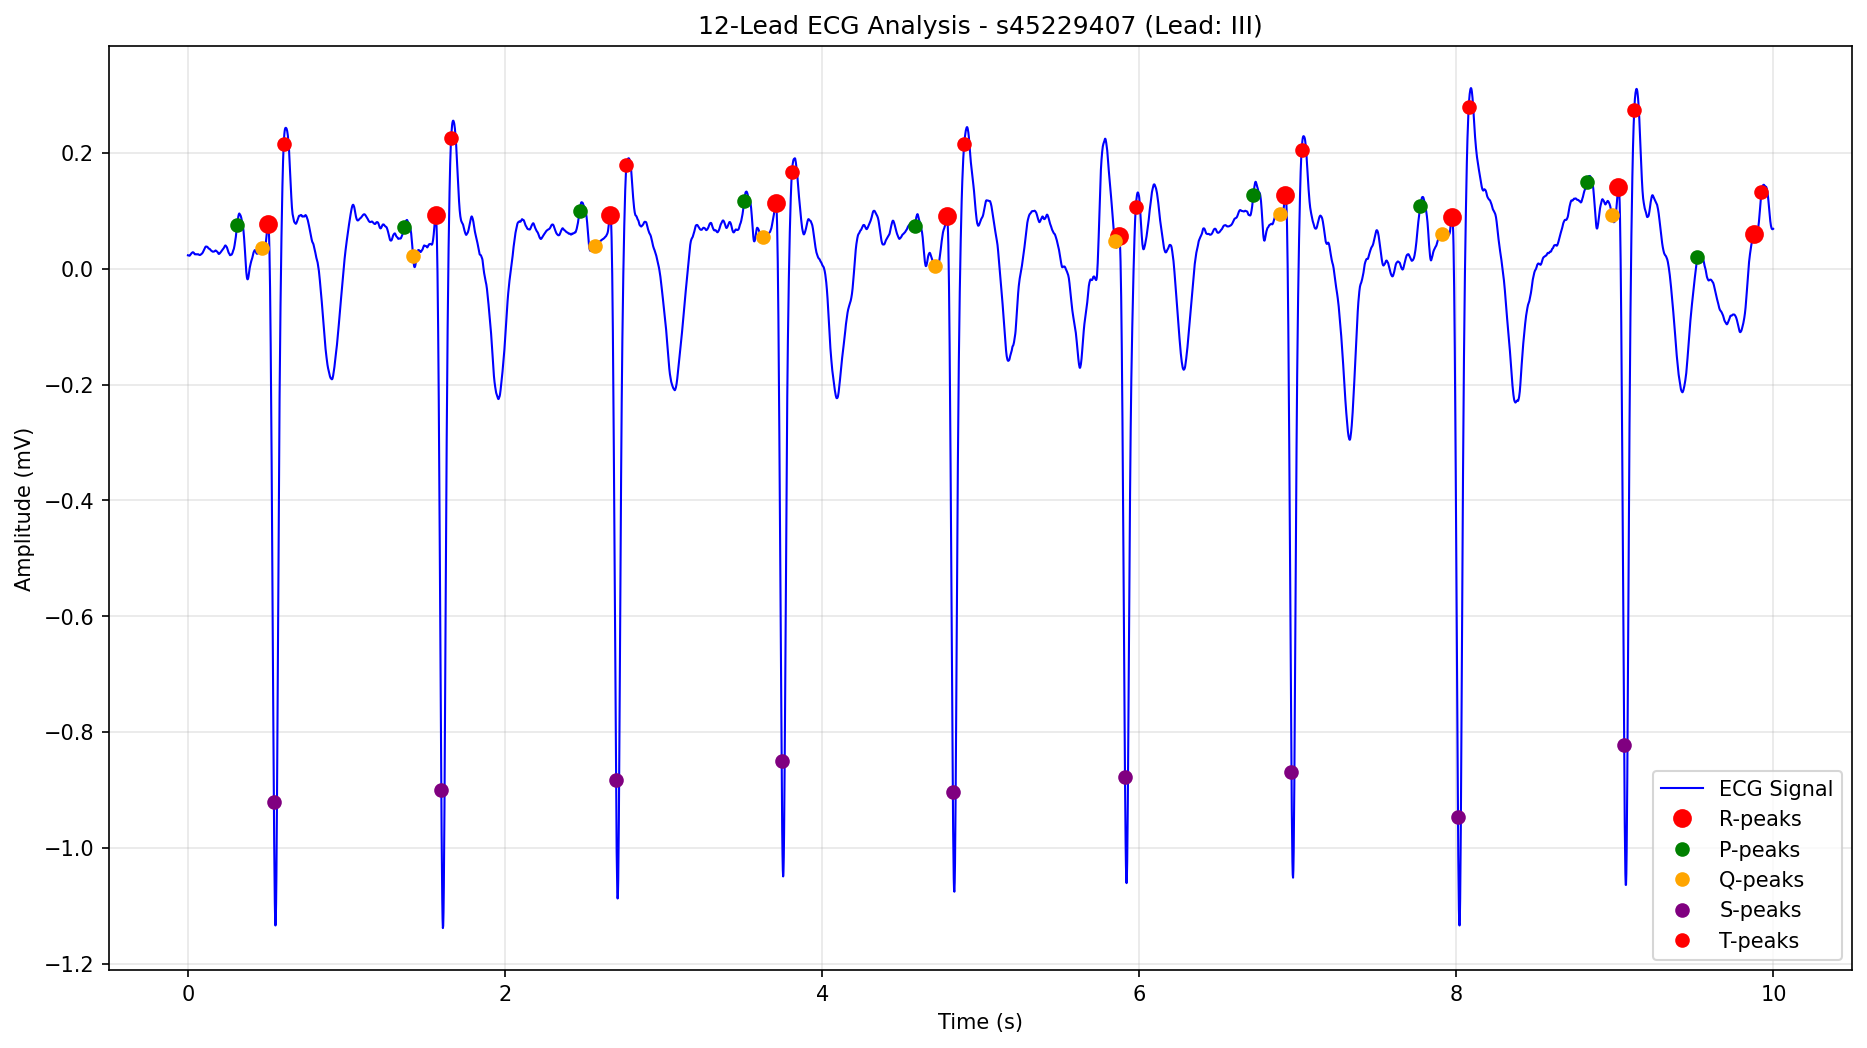 12-Lead ECG Analysis - s45229407 (Lead: III)
Amplitude (mV)
0.2
0.0
−0.2
−0.4
−0.6
−0.8
−1.0
−1.2
0 2 4 6 8 10
Time (s)
ECG Signal
R-peaks
P-peaks
Q-peaks
S-peaks
T-peaks